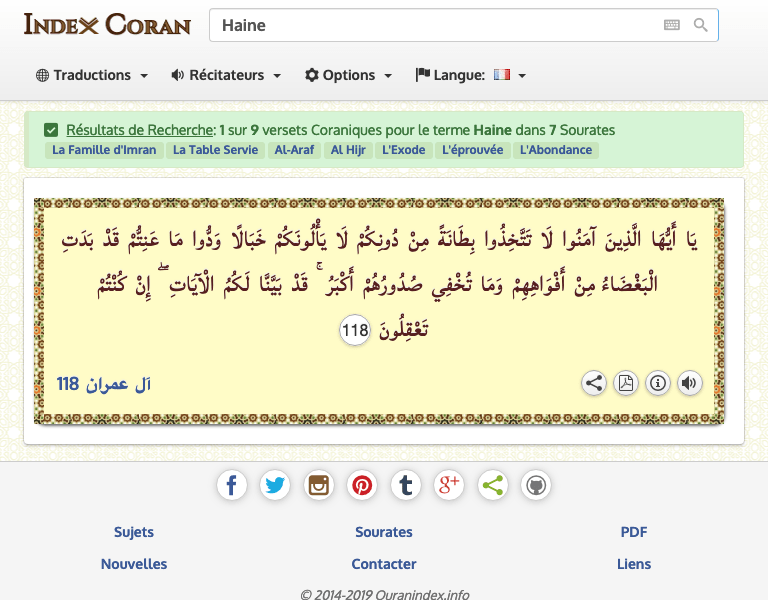 INDEX CORAN
Haine
Traductions Récitateurs Options Langue:
Résultats de Recherche: 1 sur 9 versets Coraniques pour le terme Haine dans 7 Sourates
La Famille d'Imran La Table Servie Al-Araf Al Hijr L'Exode L'éprouvée L'Abondance
يَا أَيُّهَا الَّذِينَ آمَنُوا لَا تَتَّخِذُوا بِطَانَةً مِنْ دُونِكُمْ لَا يَأْلُونَكُمْ خَبَالًا وَدُّوا مَا عَنِتُّمْ قَدْ بَدَتِ
الْبَغْضَاءُ مِنْ أَفْوَاهِهِمْ وَمَا تُخْفِي صُدُورُهُمْ أَكْبَرُ ۚ قَدْ بَيَّنَّا لَكُمُ الْآيَاتِ ۖ إِنْ كُنْتُمْ
تَعْقِلُونَ 118
آل عمران 118
Sujets Sourates PDF
Nouvelles Contacter Liens
© 2014-2019 Quranindex.info